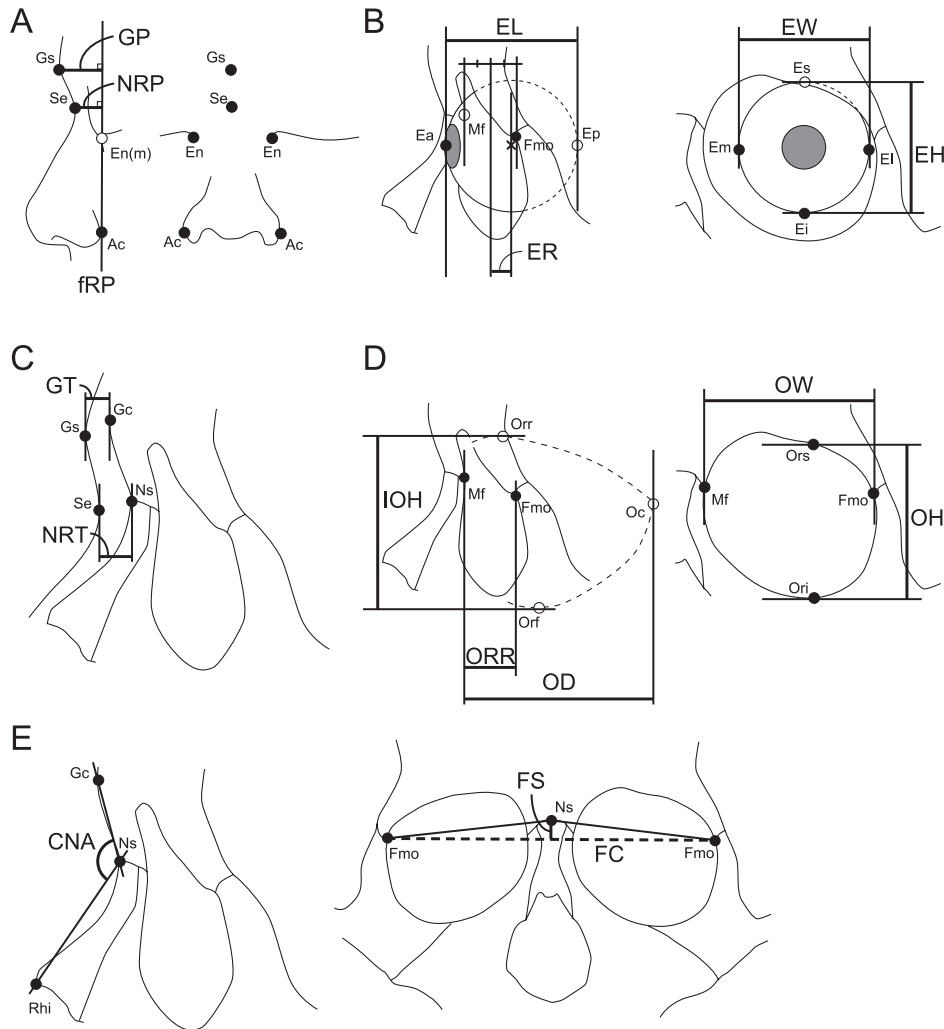 A
GP
Gs
NRP
Se
En(m)
Ac
fRP
Gs
Se
En
En
Ac
Ac
B
EL
Ea
Mf
Fmo
Ep
ER
EW
Es
Em
El
EH
Ei
C
GT
Gc
Gs
Se
Ns
NRT
D
Orr
IOH
Mf
Fmo
Oc
Orf
ORR
OD
OW
Ors
Mf
Fmo
OH
Ori
E
Gc
CNA
Ns
Rhi
FS
Ns
Fmo
FC
Fmo